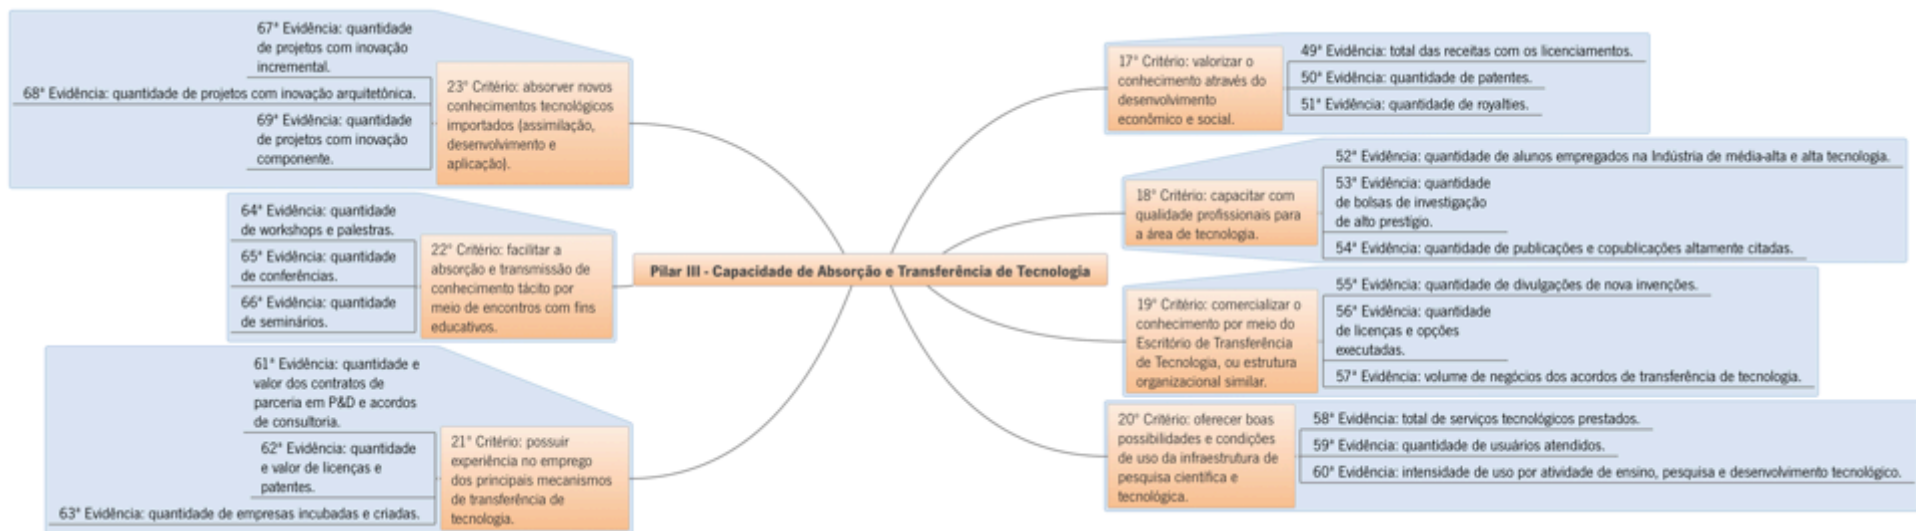 Pilar III - Capacidade de Absorção e Transferência de Tecnologia
17° Critério: valorizar o
conhecimento através do
desenvolvimento
econômico e social.
49ª Evidência: total das receitas com os licenciamentos.
50ª Evidência: quantidade de patentes.
51ª Evidência: quantidade de royalties.
18° Critério: capacitar com
qualidade profissionais para
a área de tecnologia.
52ª Evidência: quantidade de alunos empregados na Indústria de média-alta e alta tecnologia.
53ª Evidência: quantidade
de bolsas de investigação
de alto prestígio.
54ª Evidência: quantidade de publicações e copublicações altamente citadas.
19° Critério: comercializar o
conhecimento por meio do
Escritório de Transferência
de Tecnologia, ou estrutura
organizacional similar.
55ª Evidência: quantidade de divulgações de nova invenções.
56ª Evidência: quantidade
de licenças e opções
executadas.
57ª Evidência: volume de negócios dos acordos de transferência de tecnologia.
20° Critério: oferecer boas
possibilidades e condições
de uso da infraestrutura de
pesquisa científica e
tecnológica.
58ª Evidência: total de serviços tecnológicos prestados.
59ª Evidência: quantidade de usuários atendidos.
60ª Evidência: intensidade de uso por atividade de ensino, pesquisa e desenvolvimento tecnológico.
21° Critério: possuir
experiência no emprego
dos principais mecanismos
de transferência de
tecnologia.
61ª Evidência: quantidade e
valor dos contratos de
parceria em P&D e acordos
de consultoria.
62ª Evidência: quantidade
e valor de licenças e
patentes.
63ª Evidência: quantidade de empresas incubadas e criadas.
22° Critério: facilitar a
absorção e transmissão de
conhecimento tácito por
meio de encontros com fins
educativos.
64ª Evidência: quantidade
de workshops e palestras.
65ª Evidência: quantidade
de conferências.
66ª Evidência: quantidade
de seminários.
23° Critério: absorver novos
conhecimentos tecnológicos
importados (assimilação,
desenvolvimento e
aplicação).
67ª Evidência: quantidade
de projetos com inovação
incremental.
68ª Evidência: quantidade de projetos com inovação arquitetônica.
69ª Evidência: quantidade
de projetos com inovação
componente.